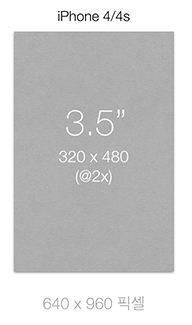 iPhone 4/4s
3.5”
320 x 480
(@2x)
640 x 960 픽셀